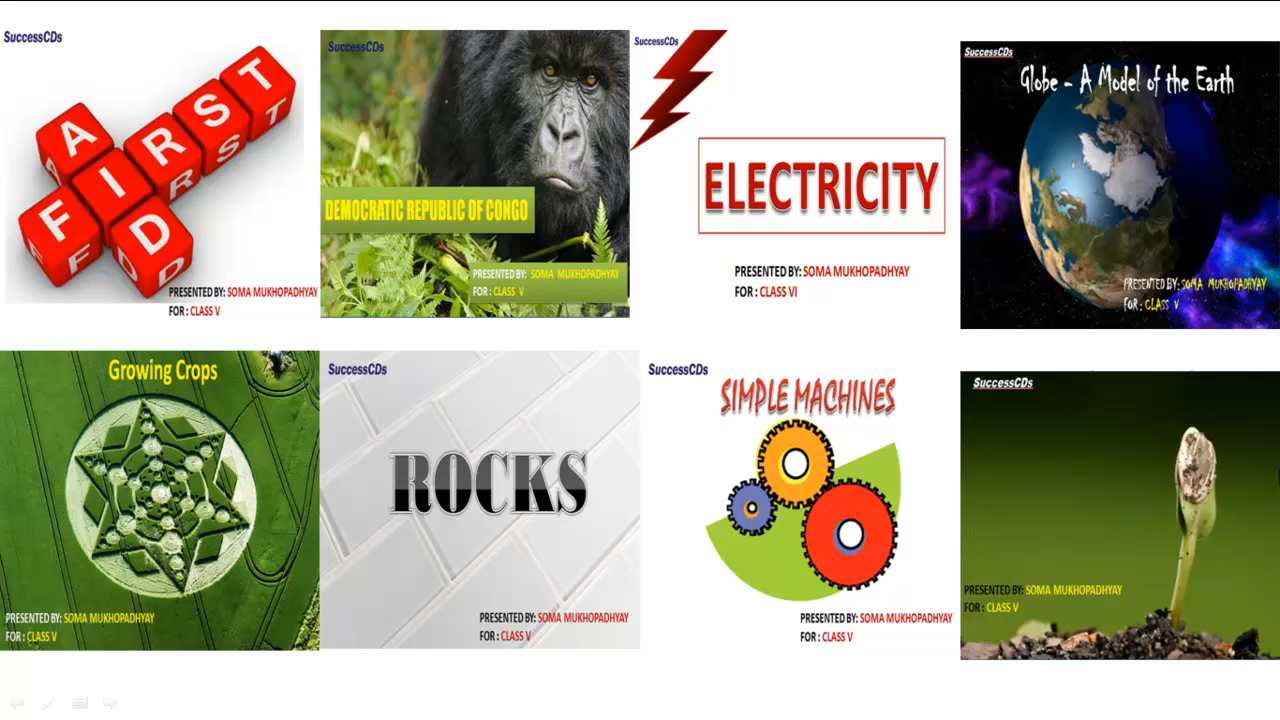 SuccessCDs
FIRST
AID
PRESENTED BY: SOMA MUKHOPADHYAY
FOR : CLASS V
SuccessCDs
DEMOCRATIC REPUBLIC OF CONGO
PRESENTED BY: SOMA MUKHOPADHYAY
FOR : CLASS V
SuccessCDs
ELECTRICITY
PRESENTED BY: SOMA MUKHOPADHYAY
FOR : CLASS VI
SuccessCDs
Globe - A Model of the Earth
PRESENTED BY: SOMA MUKHOPADHYAY
FOR : CLASS V
Growing Crops
PRESENTED BY: SOMA MUKHOPADHYAY
FOR : CLASS V
SuccessCDs
ROCKS
PRESENTED BY: SOMA MUKHOPADHYAY
FOR : CLASS V
SuccessCDs
SIMPLE MACHINES
PRESENTED BY: SOMA MUKHOPADHYAY
FOR : CLASS V
SuccessCDs
PRESENTED BY: SOMA MUKHOPADHYAY
FOR : CLASS V